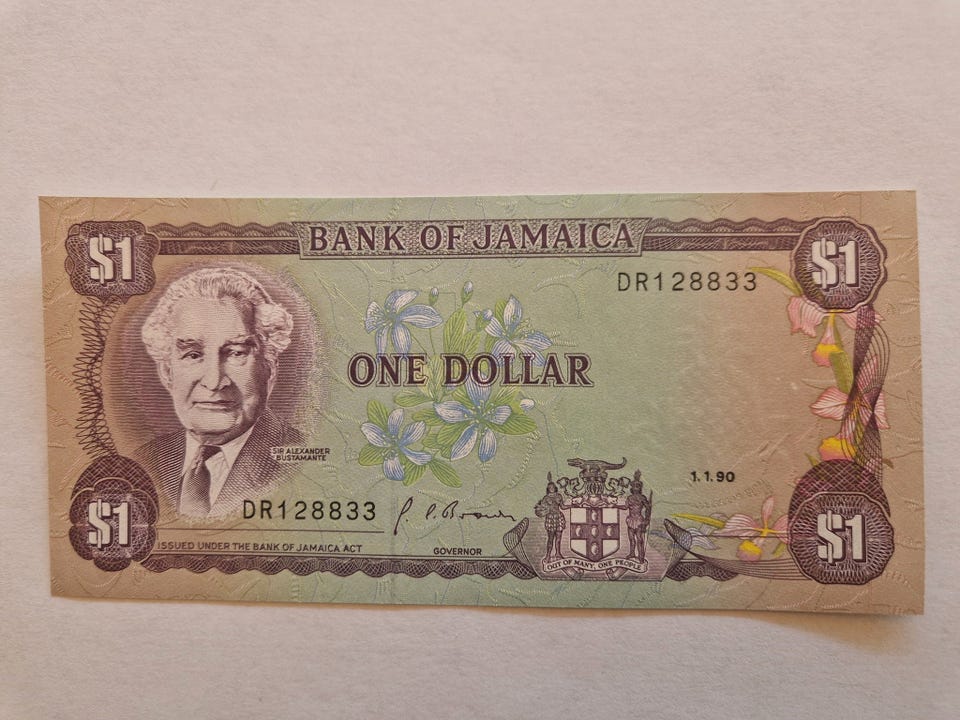 $1
BANK OF JAMAICA
$1
DR128833
ONE DOLLAR
SIR ALEXANDER
BUSTAMANTE
1.1.90
DR128833
$1
ISSUED UNDER THE BANK OF JAMAICA ACT
GOVERNOR
OUT OF MANY, ONE PEOPLE
$1